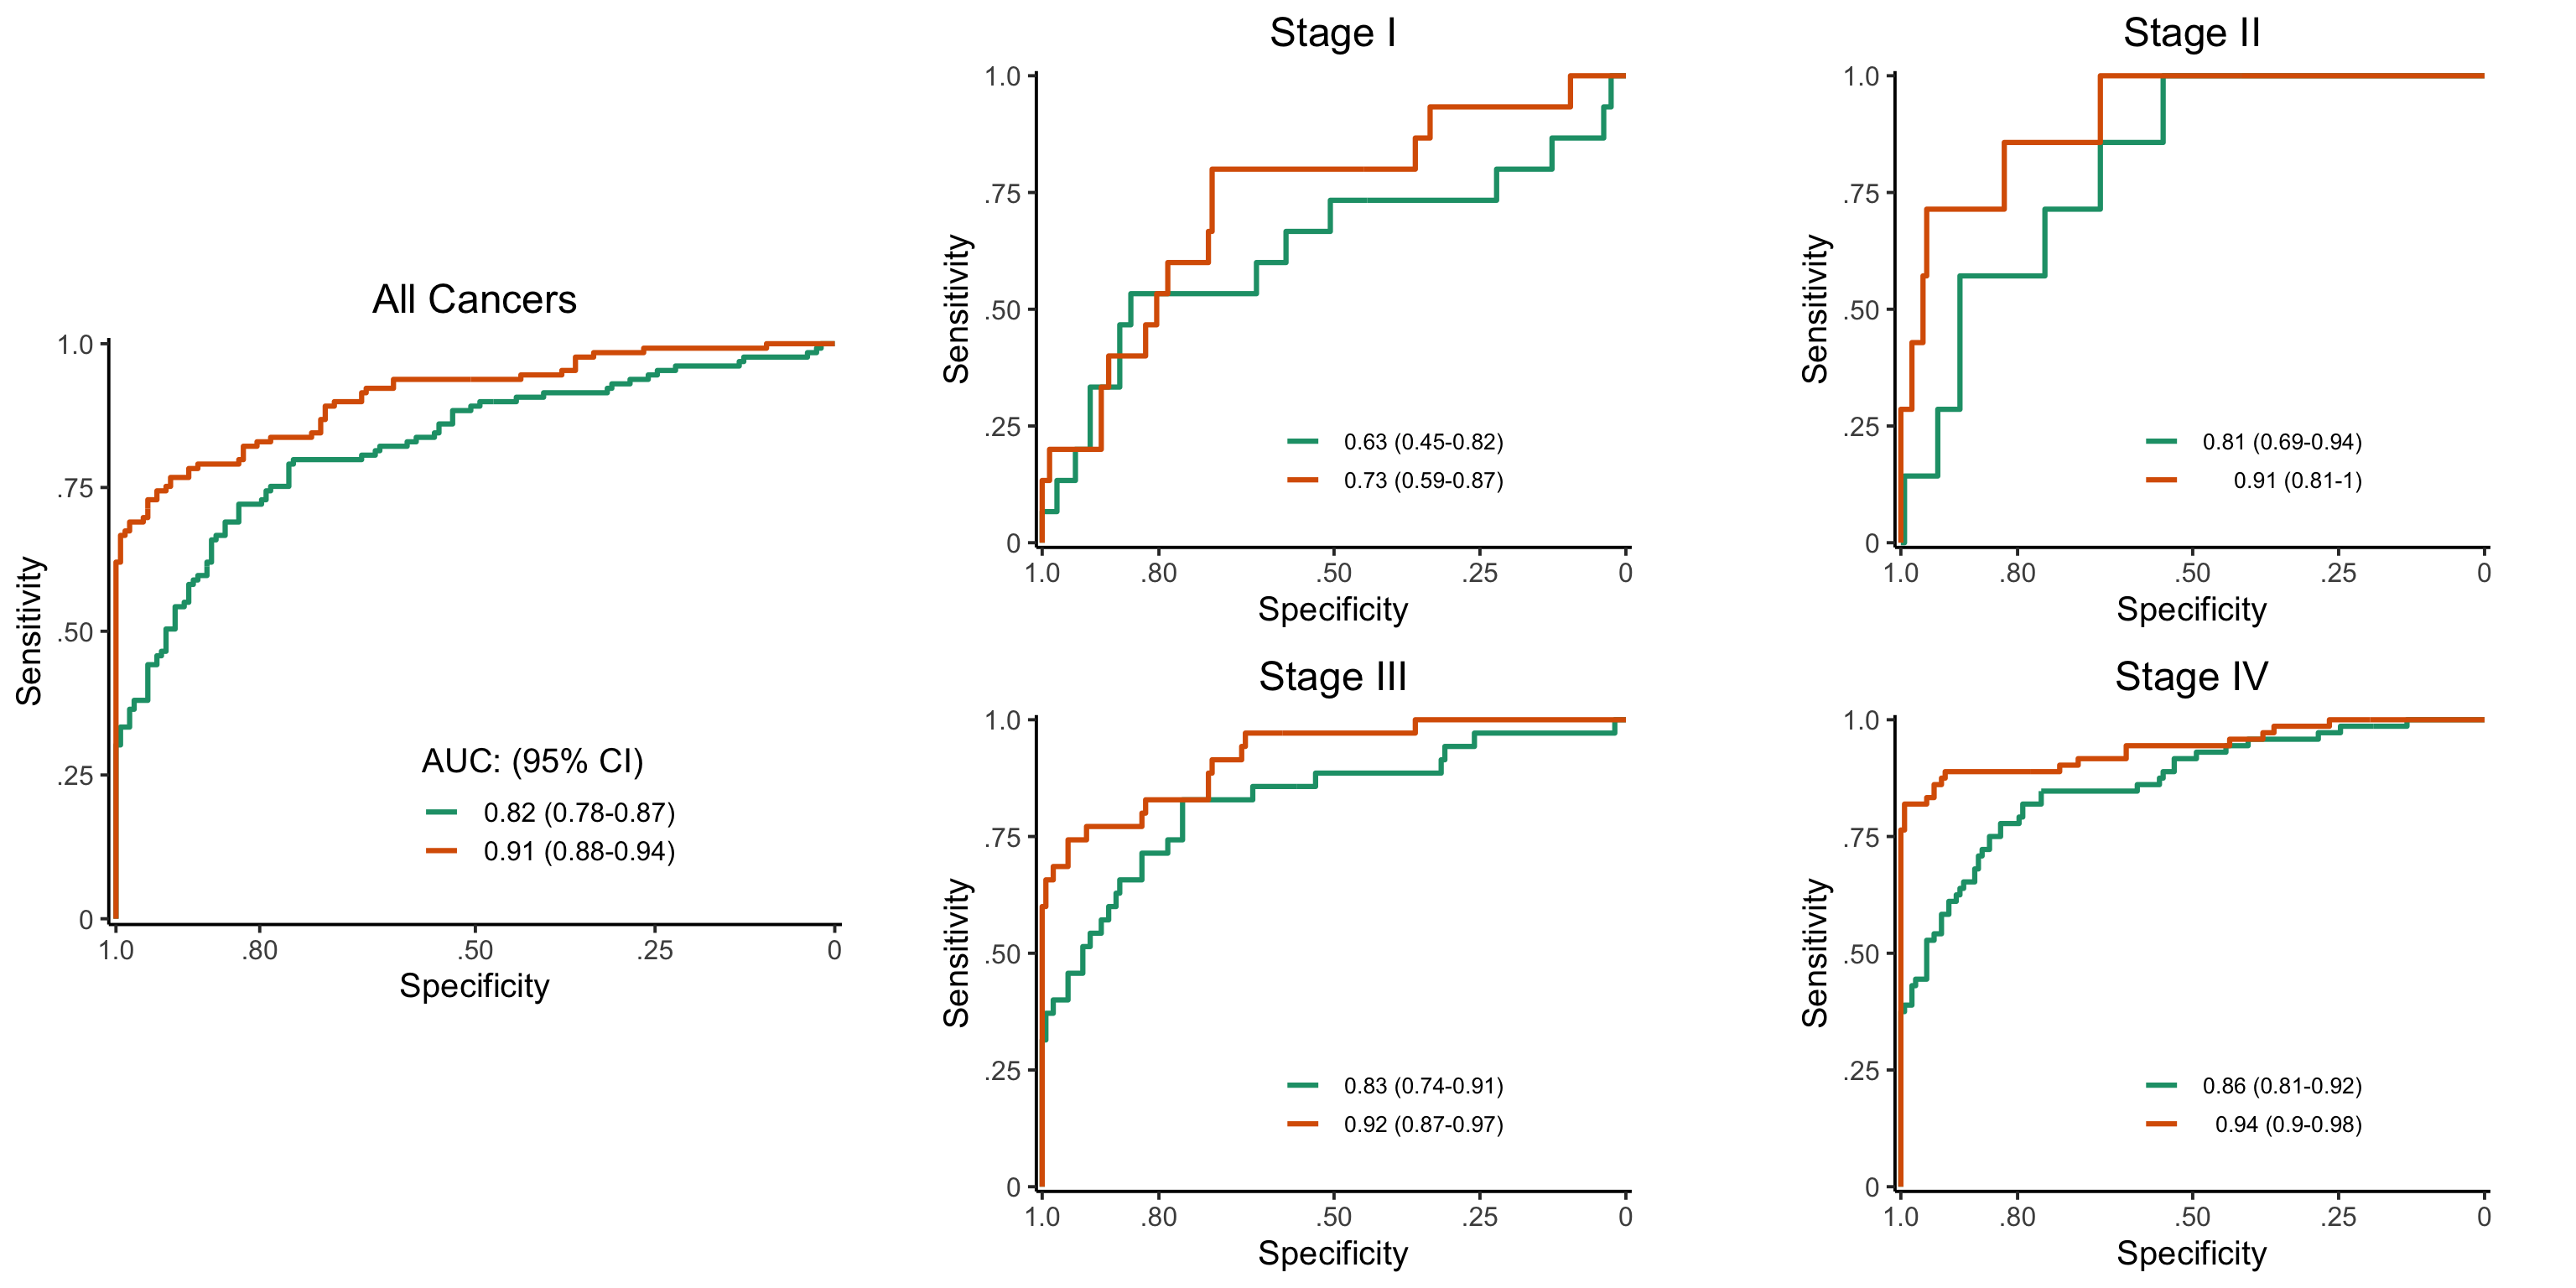 All Cancers
Sensitivity
1.0
.75
.50
.25
0
1.0 .80 .50 .25 0
Specificity
AUC: (95% CI)
0.82 (0.78-0.87)
0.91 (0.88-0.94)
Stage I
Sensitivity
1.0
.75
.50
.25
0
1.0 .80 .50 .25 0
Specificity
0.63 (0.45-0.82)
0.73 (0.59-0.87)
Stage II
Sensitivity
1.0
.75
.50
.25
0
1.0 .80 .50 .25 0
Specificity
0.81 (0.69-0.94)
0.91 (0.81-1)
Stage III
Sensitivity
1.0
.75
.50
.25
0
1.0 .80 .50 .25 0
Specificity
0.83 (0.74-0.91)
0.92 (0.87-0.97)
Stage IV
Sensitivity
1.0
.75
.50
.25
0
1.0 .80 .50 .25 0
Specificity
0.86 (0.81-0.92)
0.94 (0.9-0.98)